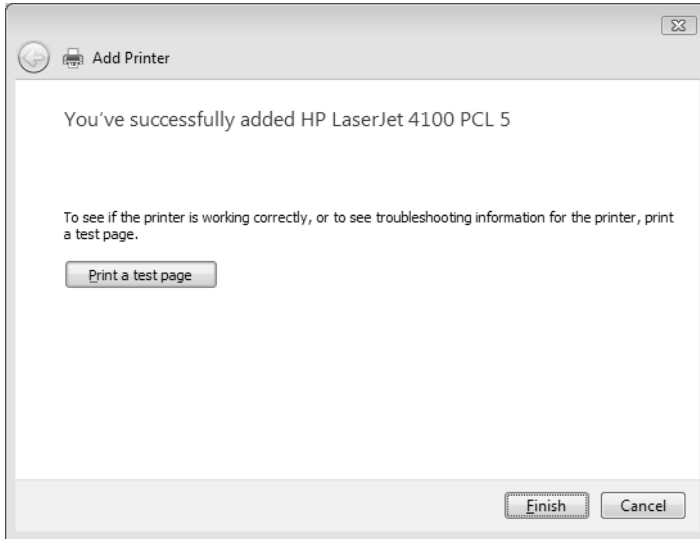 Add Printer
You've successfully added HP LaserJet 4100 PCL 5
To see if the printer is working correctly, or to see troubleshooting information for the printer, print
a test page.
Print a test page
Finish Cancel